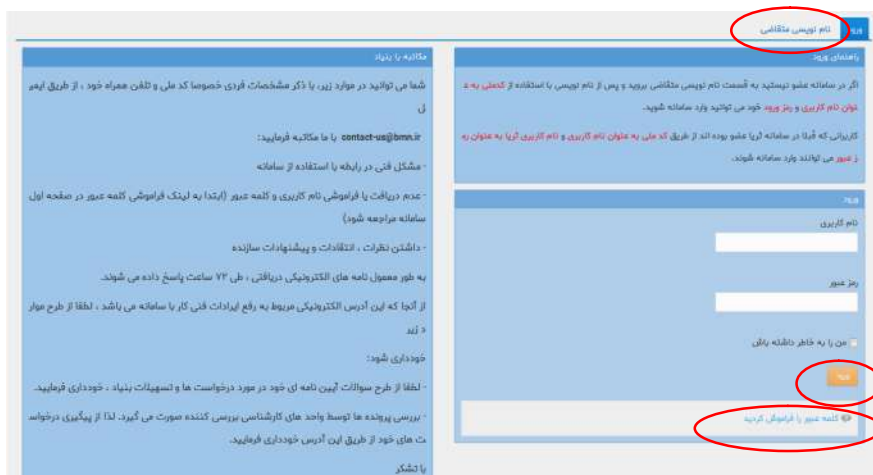 ورود
نام نویسی متقاضی
راهنمای ورود
اگر در سامانه عضو نیستید به قسمت نام نویسی متقاضی بروید و پس از نام نویسی با استفاده از کدملی به ع
نوان نام کاربری و رمز ورود خود می توانید وارد سامانه شوید.
کاربرانی که قبلا در سامانه ثریا عضو بوده اند از طریق کد ملی به عنوان نام کاربری و نام کاربری ثریا به عنوان رم
ز عبور می توانند وارد سامانه شوند.
ورود
نام کاربری
رمز عبور
من را به خاطر داشته باش
ورود
کلمه عبور را فراموش کردید
مکاتبه با بنیاد
شما می توانید در موارد زیر، با ذکر مشخصات فردی خصوصا کد ملی و تلفن همراه خود ، از طریق ایمی
ل
contact-us@bmn.ir با ما مکاتبه فرمایید:
- مشکل فنی در رابطه با استفاده از سامانه
- عدم دریافت یا فراموشی نام کاربری و کلمه عبور (ابتدا به لینک فراموشی کلمه عبور در صفحه اول
سامانه مراجعه شود)
- داشتن نظرات ، انتقادات و پیشنهادات سازنده
به طور معمول نامه های الکترونیکی دریافتی ، طی ۷۲ ساعت پاسخ داده می شوند.
از آنجا که این آدرس الکترونیکی مربوط به رفع ایرادات فنی کار با سامانه می باشد ، لطفا از طرح موار
د زیر
خودداری شود:
- لطفا از طرح سوالات آیین نامه ای خود در مورد درخواست ها و تسهیلات بنیاد ، خودداری فرمایید.
- بررسی پرونده ها توسط واحد های کارشناسی بررسی کننده صورت می گیرد. لذا از پیگیری درخواس
ت های خود از طریق این آدرس خودداری فرمایید.
با تشکر